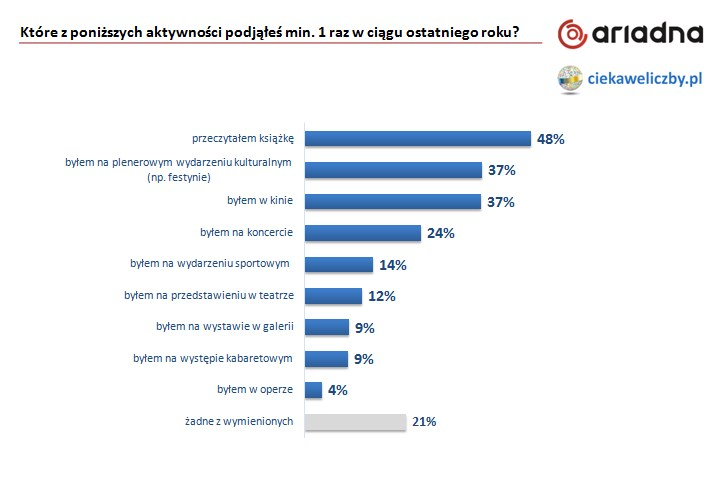 Które z poniższych aktywności podjąłeś min. 1 raz w ciągu ostatniego roku?
arıadna
ciekaweliczby.pl
przeczytałem książkę 48%
byłem na plenerowym wydarzeniu kulturalnym
(np. festynie) 37%
byłem w kinie 37%
byłem na koncercie 24%
byłem na wydarzeniu sportowym 14%
byłem na przedstawieniu w teatrze 12%
byłem na wystawie w galerii 9%
byłem na występie kabaretowym 9%
byłem w operze 4%
żadne z wymienionych 21%